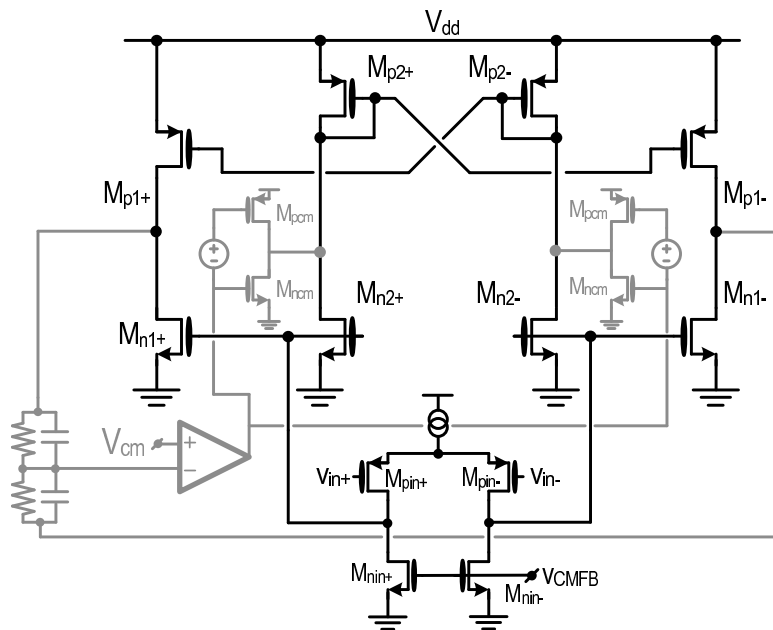 Vdd
Mp2+
Mp2-
Mp1+
Mpcm
Mpcm
Mp1-
+
-
+
-
Mncm
Mncm
Mn1+
Mn2+
Mn2-
Mn1-
Vcm
+
−
vin+
Mpin+
Mpin-
vin-
Mnin+
Mnin-
vCMFB